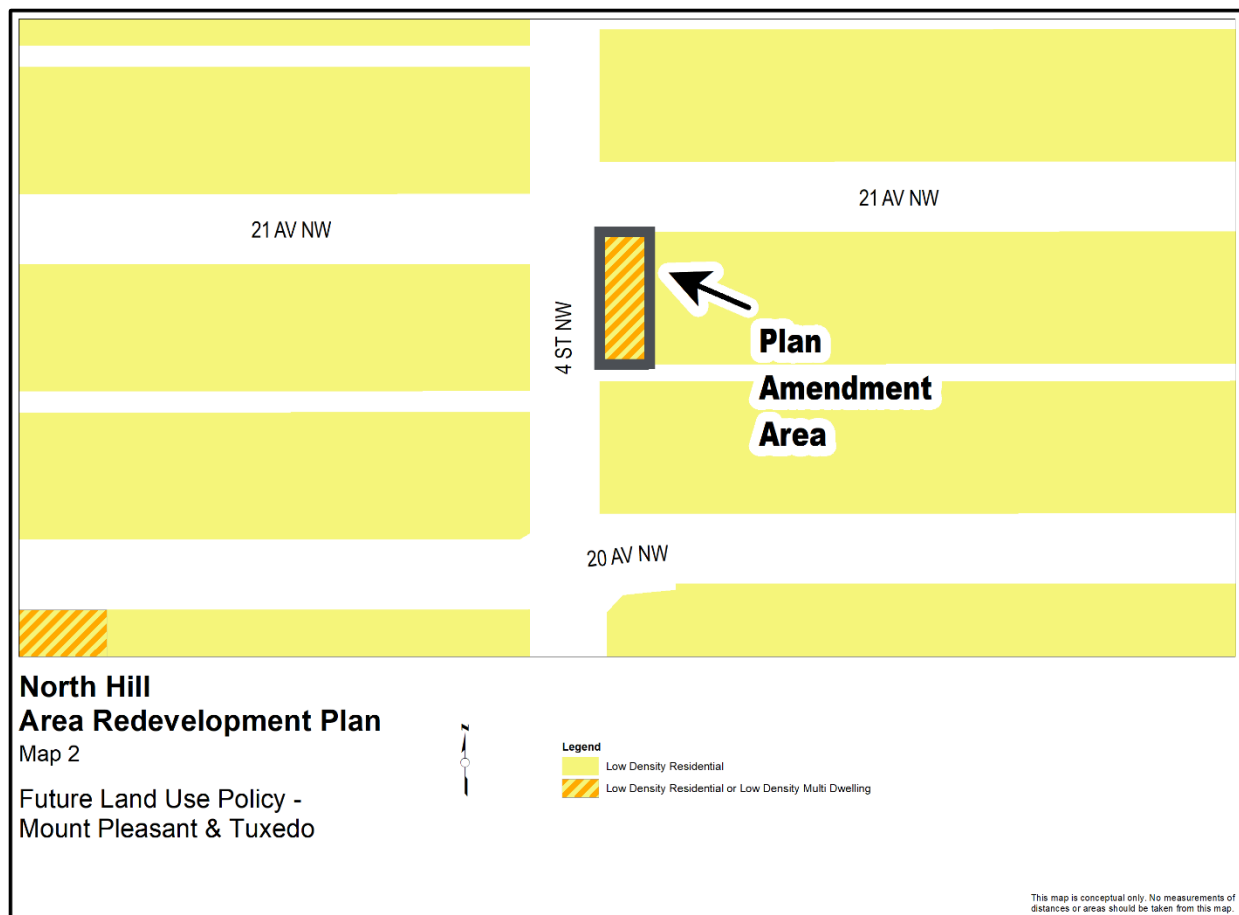 21 AV NW
21 AV NW
4 ST NW
Plan
Amendment
Area
20 AV NW
North Hill
Area Redevelopment Plan
Map 2
Future Land Use Policy -
Mount Pleasant & Tuxedo
N
Legend
Low Density Residential
Low Density Residential or Low Density Multi Dwelling
This map is conceptual only. No measurements of
distances or areas should be taken from this map.